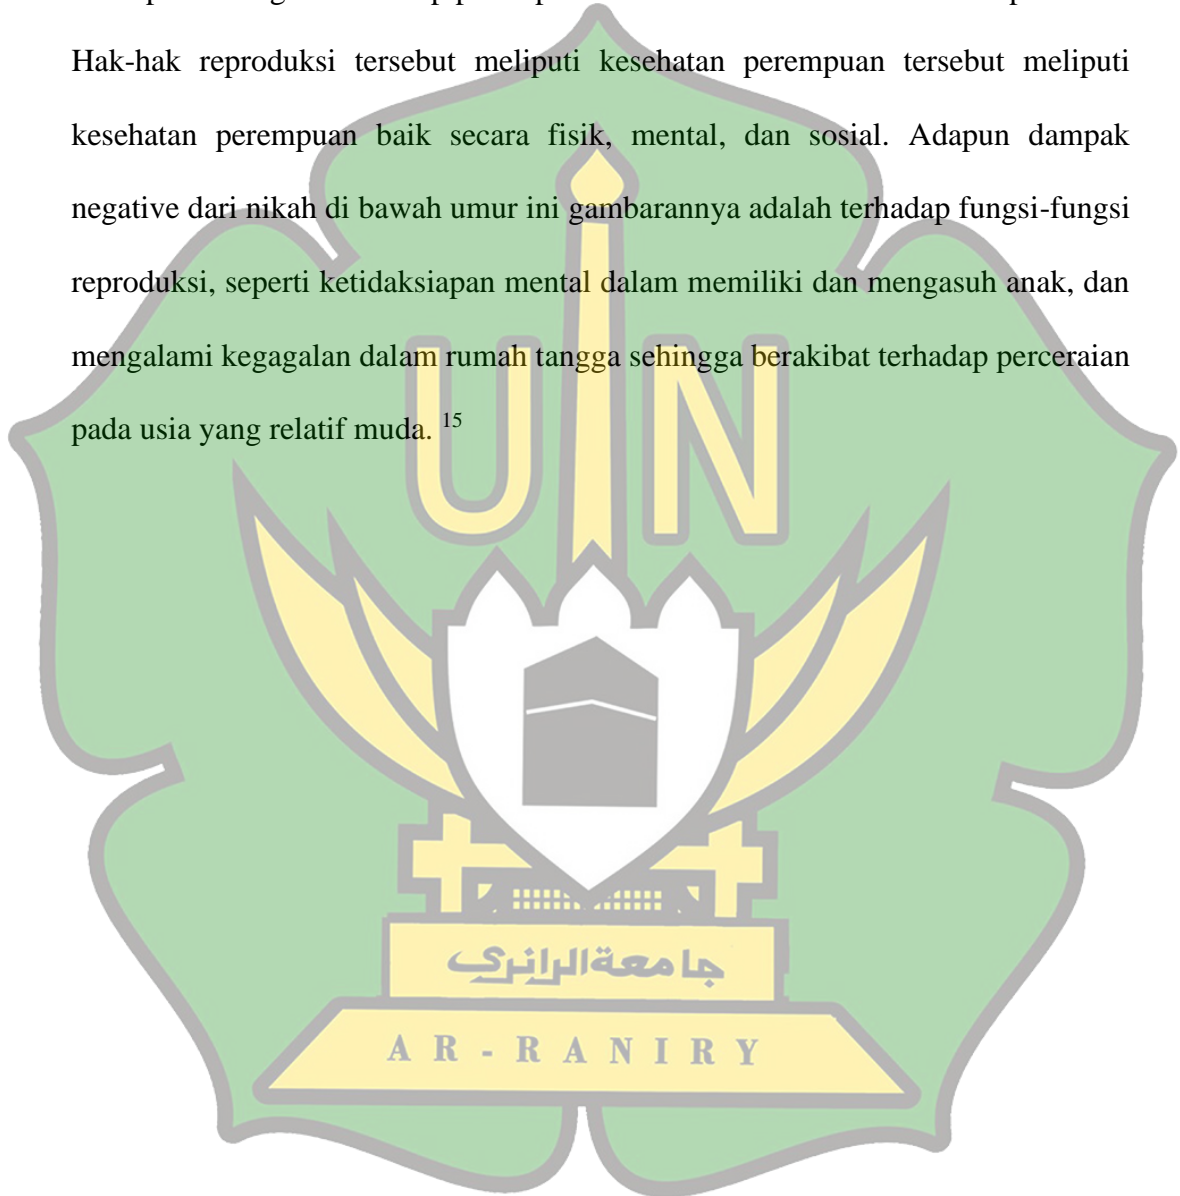 Hak-hak reproduksi tersebut meliputi kesehatan perempuan tersebut meliputi
kesehatan perempuan baik secara fisik, mental, dan sosial. Adapun dampak
negative dari nikah di bawah umur ini gambarannya adalah terhadap fungsi-fungsi
reproduksi, seperti ketidaksiapan mental dalam memiliki dan mengasuh anak, dan
mengalami kegagalan dalam rumah tangga sehingga berakibat terhadap perceraian
pada usia yang relatif muda. 15
UIN
جامعةالرانري
AR-RANIRY